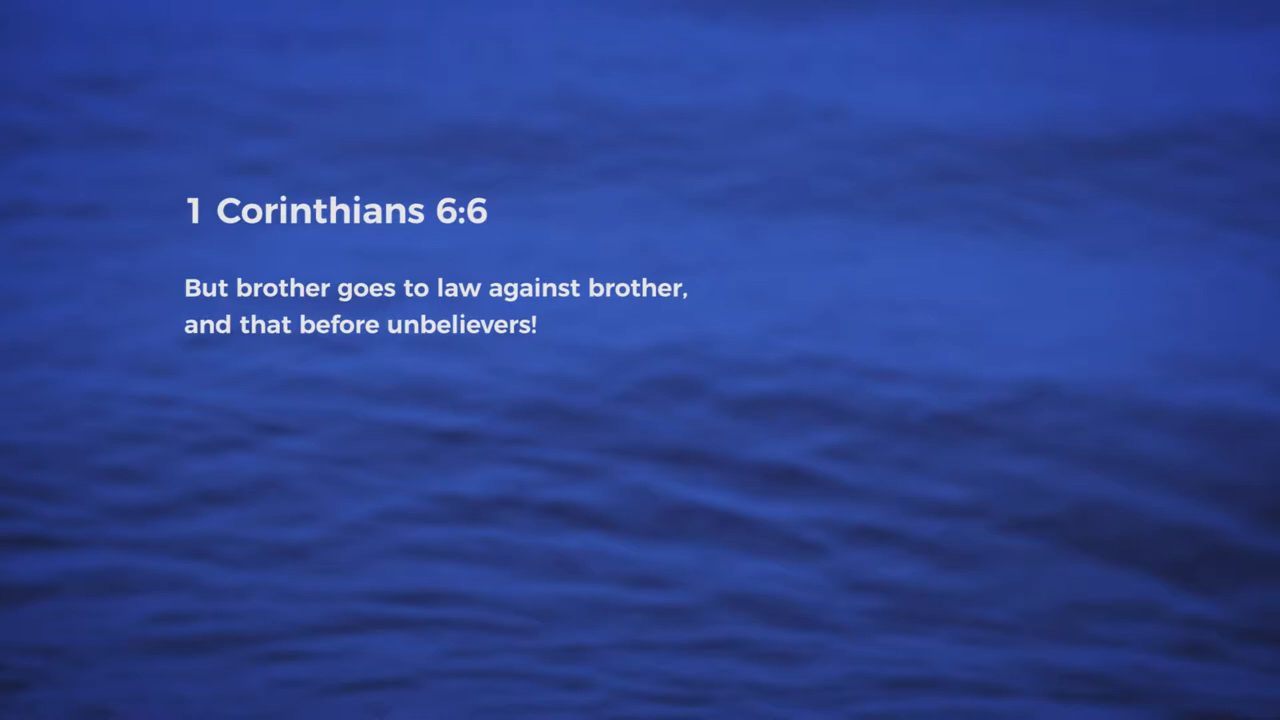 1 Corinthians 6:6
But brother goes to law against brother,
and that before unbelievers!